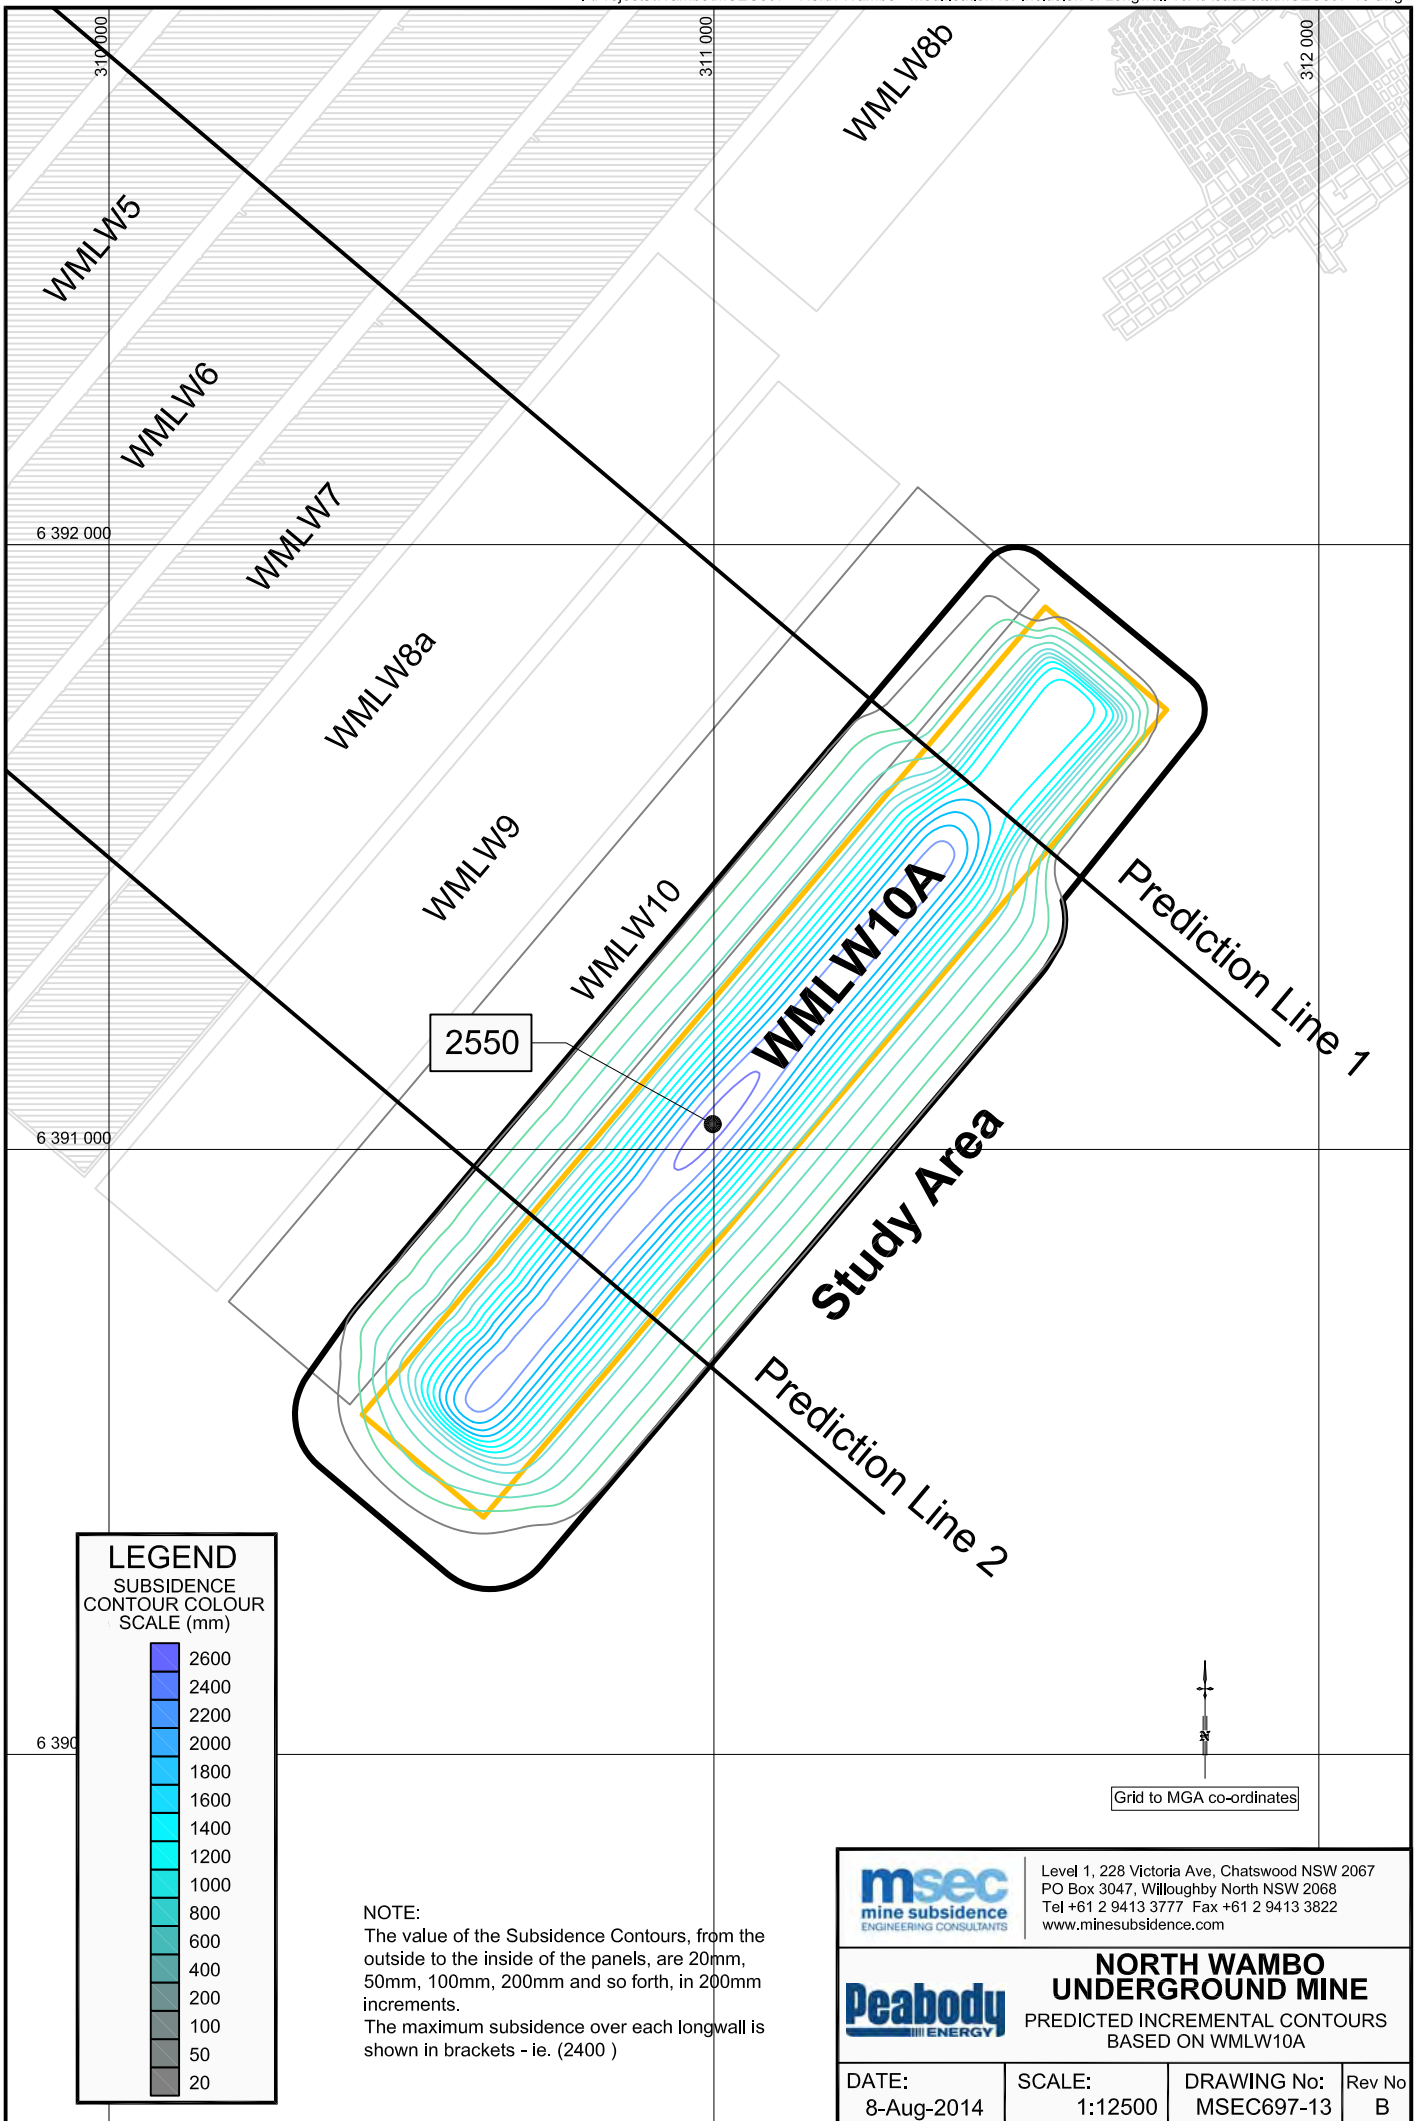 310 000
311 000
312 000
WMLW8b
WMLW5
WMLW6
WMLW7
6 392 000
WMLW8a
WMLW9
WMLW10
WMLW10A
Prediction Line 1
2550
6 391 000
Study Area
Prediction Line 2
LEGEND
SUBSIDENCE
CONTOUR COLOUR
SCALE (mm)
2600
2400
2200
2000
1800
1600
1400
1200
1000
800
600
400
200
100
50
20
6 390
N
Grid to MGA co-ordinates
NOTE:
The value of the Subsidence Contours, from the
outside to the inside of the panels, are 20mm,
50mm, 100mm, 200mm and so forth, in 200mm
increments.
The maximum subsidence over each longwall is
shown in brackets - ie. (2400 )
msec
mine subsidence
ENGINEERING CONSULTANTS
Level 1, 228 Victoria Ave, Chatswood NSW 2067
PO Box 3047, Willoughby North NSW 2068
Tel +61 2 9413 3777 Fax +61 2 9413 3822
www.minesubsidence.com
Peabody
ENERGY
NORTH WAMBO
UNDERGROUND MINE
PREDICTED INCREMENTAL CONTOURS
BASED ON WMLW10A
DATE:
8-Aug-2014
SCALE:
1:12500
DRAWING No:
MSEC697-13
Rev No
B